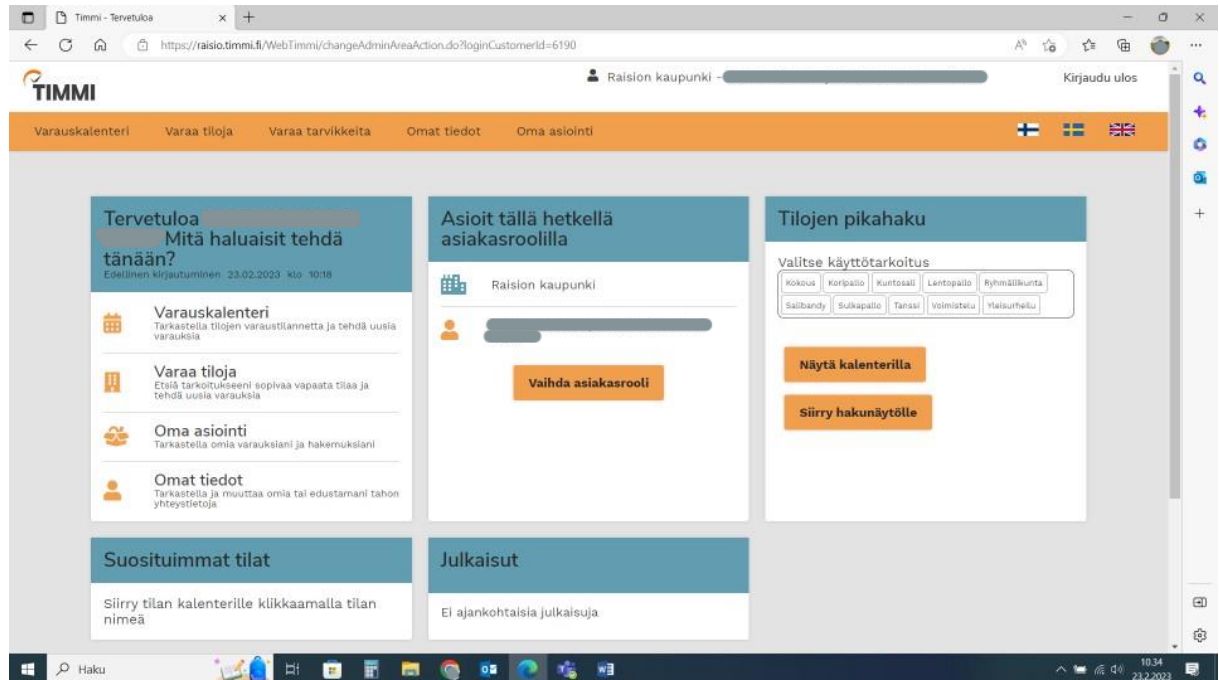 Timmi - Tervetuloa
https://raisio.timmi.fi/WebTimmi/changeAdminAreaAction.do?loginCustomerId=6190
TIMMI
Raision kaupunki -
Kirjaudu ulos
Varauskalenteri Varaa tiloja Varaa tarvikkeita Omat tiedot Oma asiointi
Tervetuloa
Mitä haluaisit tehdä
tänään?
Edellinen kirjautuminen 23.02.2023 klo 10:18
Varauskalenteri
Tarkastella tilojen varaustilannetta ja tehdä uusia
varauksia
Varaa tiloja
Etsiä tarkoitukseeni sopivaa vapaata tilaa ja
tehdä uusia varauksia
Oma asiointi
Tarkastella omia varauksiani ja hakemuksiani
Omat tiedot
Tarkastella ja muuttaa omia tai edustamani tahon
yhteystietoja
Asioit tällä hetkellä
asiakasroolilla
Raision kaupunki
Vaihda asiakasrooli
Tilojen pikahaku
Valitse käyttötarkoitus
Kokous Koripallo Kuntosali Lentopallo Ryhmäliikunta
Salibandy Sulkapallo Tanssi Voimistelu Yleisurheilu
Näytä kalenterilla
Siirry hakunäytölle
Suosituimmat tilat
Siirry tilan kalenterille klikkaamalla tilan
nimeä
Julkaisut
Ei ajankohtaisia julkaisuja
Haku
10.34
23.2.2023